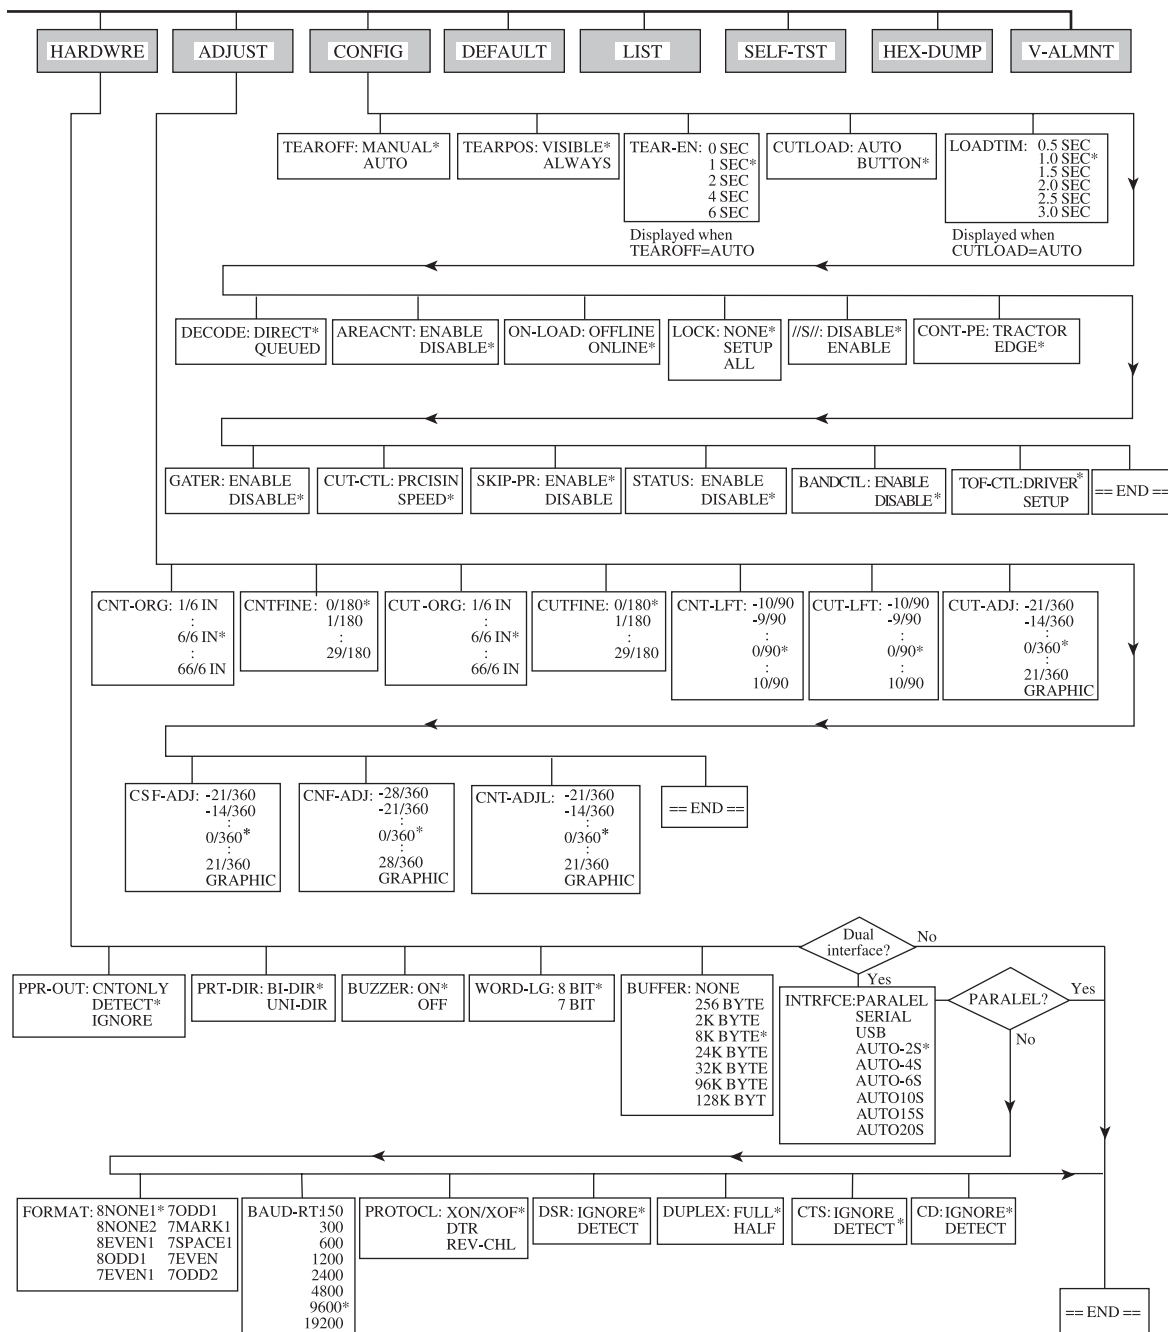 HARDWRE ADJUST CONFIG DEFAULT LIST SELF-TST HEX-DUMP V-ALMNT
TEAROFF: MANUAL*
AUTO
TEARPOS: VISIBLE*
ALWAYS
TEAR-EN: 0 SEC
1 SEC*
2 SEC
4 SEC
6 SEC
Displayed when
TEAROFF=AUTO
CUTLOAD: AUTO
BUTTON*
LOADTIM: 0.5 SEC
1.0 SEC*
1.5 SEC
2.0 SEC
2.5 SEC
3.0 SEC
Displayed when
CUTLOAD=AUTO
DECODE: DIRECT*
QUEUED
AREACNT: ENABLE
DISABLE*
ON-LOAD: OFFLINE
ONLINE*
LOCK: NONE*
SETUP
ALL
//S//: DISABLE*
ENABLE
CONT-PE: TRACTOR
EDGE*
GATER: ENABLE
DISABLE*
CUT-CTL: PRCISIN
SPEED*
SKIP-PR: ENABLE*
DISABLE
STATUS: ENABLE
DISABLE*
BANDCTL: ENABLE
DISABLE*
TOF-CTL:DRIVER*
SETUP
== END ==
CNT-ORG: 1/6 IN
:
6/6 IN*
:
66/6 IN
CNTFINE: 0/180*
1/180
:
29/180
CUT-ORG: 1/6 IN
:
6/6 IN*
:
66/6 IN
CUTFINE: 0/180*
1/180
:
29/180
CNT-LFT: -10/90
-9/90
:
0/90*
:
10/90
CUT-LFT: -10/90
-9/90
:
0/90*
:
10/90
CUT-ADJ: -21/360
-14/360
:
0/360*
:
21/360
GRAPHIC
CSF-ADJ: -21/360
-14/360
:
0/360*
:
21/360
GRAPHIC
CNF-ADJ: -28/360
-21/360
:
0/360*
:
28/360
GRAPHIC
CNT-ADJL: -21/360
-14/360
:
0/360*
:
21/360
GRAPHIC
== END ==
Dual
interface?
No
Yes
PPR-OUT: CNTONLY
DETECT*
IGNORE
PRT-DIR: BI-DIR*
UNI-DIR
BUZZER: ON*
OFF
WORD-LG: 8 BIT*
7 BIT
BUFFER: NONE
256 BYTE
2K BYTE
8K BYTE*
24K BYTE
32K BYTE
96K BYTE
128K BYT
INTRFCE:PARALEL
SERIAL
USB
AUTO-2S*
AUTO-4S
AUTO-6S
AUTO10S
AUTO15S
AUTO20S
PARALEL?
Yes
No
FORMAT: 8NONE1* 7ODD1
8NONE2 7MARK1
8EVEN1 7SPACE1
8ODD1 7EVEN
7EVEN1 7ODD2
BAUD-RT:150
300
600
1200
2400
4800
9600*
19200
PROTOCL: XON/XOF*
DTR
REV-CHL
DSR: IGNORE*
DETECT
DUPLEX: FULL*
HALF
CTS: IGNORE
DETECT*
CD: IGNORE*
DETECT
== END ==